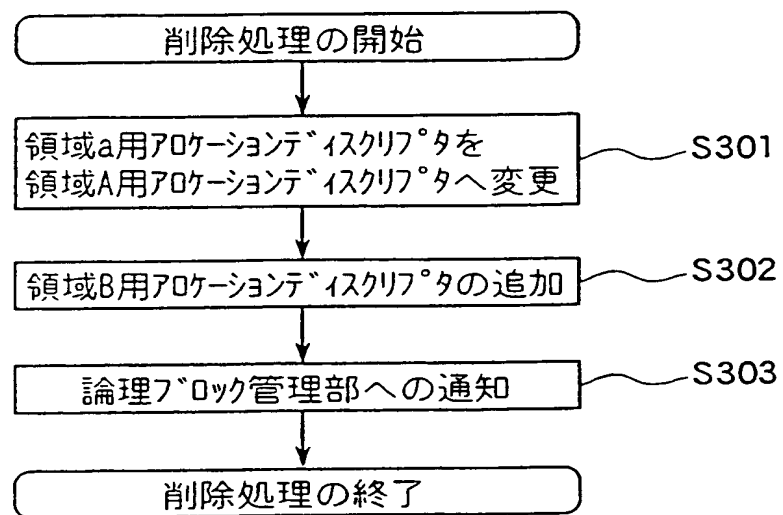 削除処理の開始
領域a用ｱﾛｹｰｼｮﾝﾃﾞｨｽｸﾘﾌﾟﾀを
領域A用ｱﾛｹｰｼｮﾝﾃﾞｨｽｸﾘﾌﾟﾀへ変更
S301
領域B用ｱﾛｹｰｼｮﾝﾃﾞｨｽｸﾘﾌﾟﾀの追加
S302
論理ﾌﾞﾛｯｸ管理部への通知
S303
削除処理の終了